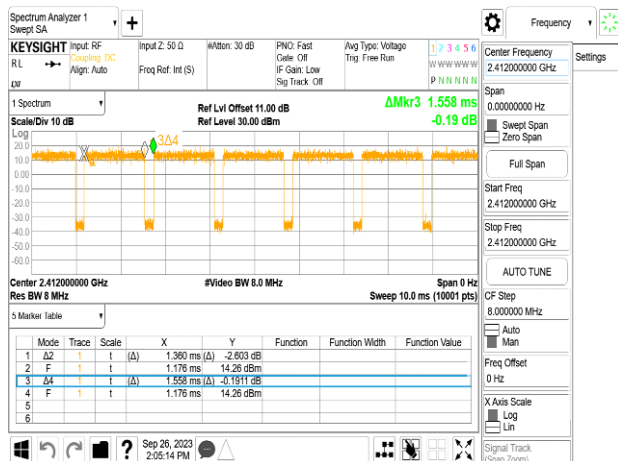 Spectrum Analyzer 1
Swept SA
Frequency
KEYSIGHT
RL
Input: RF
Coupling: DC
Align: Auto
Input Z: 50 Ω
Freq Ref: Int (S)
#Atten: 30 dB
PNO: Fast
Gate: Off
IF Gain: Low
Sig Track: Off
Avg Type: Voltage
Trig: Free Run
1 2 3 4 5 6
W W W W W W
P N N N N N
Center Frequency
2.412000000 GHz
Settings
Span
0.00000000 Hz
Swept Span
Zero Span
Full Span
Start Freq
2.412000000 GHz
Stop Freq
2.412000000 GHz
AUTO TUNE
CF Step
8.000000 MHz
Auto
Man
Freq Offset
0 Hz
X Axis Scale
Log
Lin
Signal Track
(Span Zoom)
1 Spectrum
Scale/Div 10 dB
Ref Lvl Offset 11.00 dB
Ref Level 30.00 dBm
ΔMkr3 1.558 ms
-0.19 dB
Log
20.0
10.0
0.00
-10.0
-20.0
-30.0
-40.0
-50.0
-60.0
3Δ4
Center 2.412000000 GHz
Res BW 8 MHz
#Video BW 8.0 MHz
Span 0 Hz
Sweep 10.0 ms (10001 pts)
5 Marker Table
Mode Trace Scale X Y Function Function Width Function Value
1 Δ2 1 t (Δ) 1.360 ms (Δ) -2.603 dB
2 F 1 t 1.176 ms 14.26 dBm
3 Δ4 1 t (Δ) 1.558 ms (Δ) -0.1911 dB
4 F 1 t 1.176 ms 14.26 dBm
5
6
?
Sep 26, 2023
2:05:14 PM